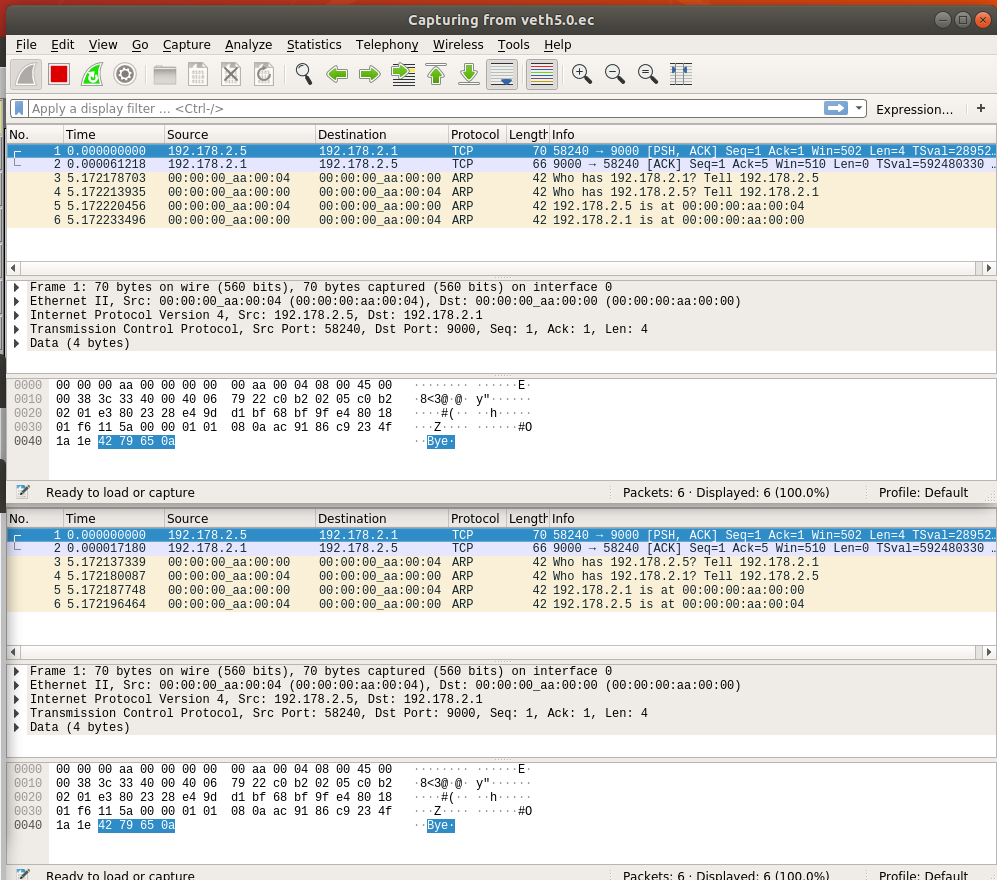 Capturing from veth5.0.ec
File Edit View Go Capture Analyze Statistics Telephony Wireless Tools Help
Apply a display filter ... <Ctrl-/> Expression... +
No. Time Source Destination Protocol Length Info
1 0.000000000 192.178.2.5 192.178.2.1 TCP 70 58240 → 9000 [PSH, ACK] Seq=1 Ack=1 Win=502 Len=4 TSval=28952…
2 0.000061218 192.178.2.1 192.178.2.5 TCP 66 9000 → 58240 [ACK] Seq=1 Ack=5 Win=510 Len=0 TSval=592480330 …
3 5.172178703 00:00:00_aa:00:04 00:00:00_aa:00:00 ARP 42 Who has 192.178.2.1? Tell 192.178.2.5
4 5.172213935 00:00:00_aa:00:00 00:00:00_aa:00:04 ARP 42 Who has 192.178.2.5? Tell 192.178.2.1
5 5.172220456 00:00:00_aa:00:04 00:00:00_aa:00:00 ARP 42 192.178.2.5 is at 00:00:00:aa:00:04
6 5.172233496 00:00:00_aa:00:00 00:00:00_aa:00:04 ARP 42 192.178.2.1 is at 00:00:00:aa:00:00
Frame 1: 70 bytes on wire (560 bits), 70 bytes captured (560 bits) on interface 0
Ethernet II, Src: 00:00:00_aa:00:04 (00:00:00:aa:00:04), Dst: 00:00:00_aa:00:00 (00:00:00:aa:00:00)
Internet Protocol Version 4, Src: 192.178.2.5, Dst: 192.178.2.1
Transmission Control Protocol, Src Port: 58240, Dst Port: 9000, Seq: 1, Ack: 1, Len: 4
Data (4 bytes)
0000 00 00 00 aa 00 00 00 00 00 aa 00 04 08 00 45 00 ········ ······E·
0010 00 38 3c 33 40 00 40 06 79 22 c0 b2 02 05 c0 b2 ·8<3@·@· y"······
0020 02 01 e3 80 23 28 e4 9d d1 bf 68 bf 9f e4 80 18 ····#(·· ··h·····
0030 01 f6 11 5a 00 00 01 01 08 0a ac 91 86 c9 23 4f ···Z···· ······#O
0040 1a 1e 42 79 65 0a ··Bye·
Ready to load or capture Packets: 6 · Displayed: 6 (100.0%) Profile: Default
No. Time Source Destination Protocol Length Info
1 0.000000000 192.178.2.5 192.178.2.1 TCP 70 58240 → 9000 [PSH, ACK] Seq=1 Ack=1 Win=502 Len=4 TSval=28952…
2 0.000017180 192.178.2.1 192.178.2.5 TCP 66 9000 → 58240 [ACK] Seq=1 Ack=5 Win=510 Len=0 TSval=592480330 …
3 5.172137339 00:00:00_aa:00:00 00:00:00_aa:00:04 ARP 42 Who has 192.178.2.5? Tell 192.178.2.1
4 5.172180087 00:00:00_aa:00:04 00:00:00_aa:00:00 ARP 42 Who has 192.178.2.1? Tell 192.178.2.5
5 5.172187748 00:00:00_aa:00:00 00:00:00_aa:00:04 ARP 42 192.178.2.1 is at 00:00:00:aa:00:00
6 5.172196464 00:00:00_aa:00:04 00:00:00_aa:00:00 ARP 42 192.178.2.5 is at 00:00:00:aa:00:04
Frame 1: 70 bytes on wire (560 bits), 70 bytes captured (560 bits) on interface 0
Ethernet II, Src: 00:00:00_aa:00:04 (00:00:00:aa:00:04), Dst: 00:00:00_aa:00:00 (00:00:00:aa:00:00)
Internet Protocol Version 4, Src: 192.178.2.5, Dst: 192.178.2.1
Transmission Control Protocol, Src Port: 58240, Dst Port: 9000, Seq: 1, Ack: 1, Len: 4
Data (4 bytes)
0000 00 00 00 aa 00 00 00 00 00 aa 00 04 08 00 45 00 ········ ······E·
0010 00 38 3c 33 40 00 40 06 79 22 c0 b2 02 05 c0 b2 ·8<3@·@· y"······
0020 02 01 e3 80 23 28 e4 9d d1 bf 68 bf 9f e4 80 18 ····#(·· ··h·····
0030 01 f6 11 5a 00 00 01 01 08 0a ac 91 86 c9 23 4f ···Z···· ······#O
0040 1a 1e 42 79 65 0a ··Bye·
Ready to load or capture Packets: 6 · Displayed: 6 (100.0%) Profile: Default